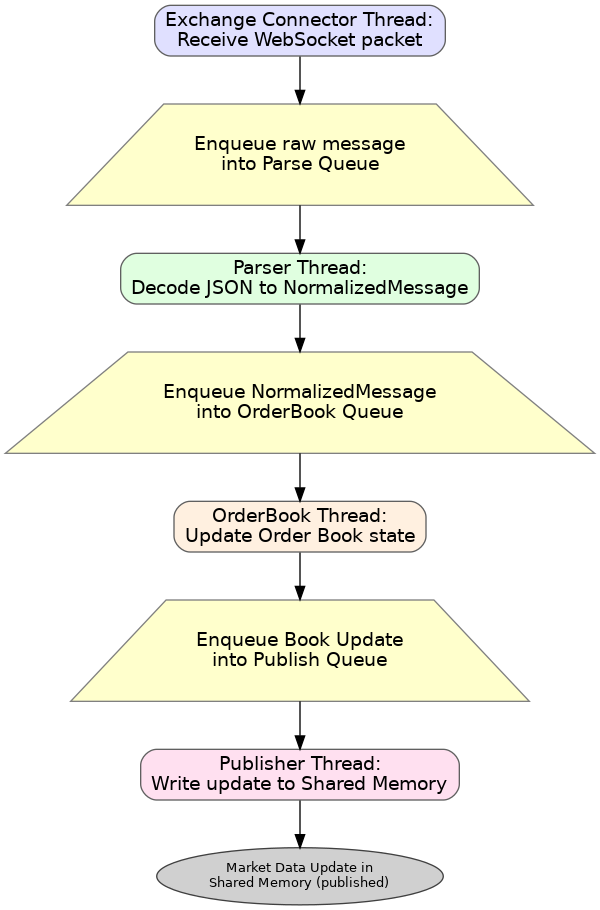 Exchange Connector Thread:
Receive WebSocket packet
Enqueue raw message
into Parse Queue
Parser Thread:
Decode JSON to NormalizedMessage
Enqueue NormalizedMessage
into OrderBook Queue
OrderBook Thread:
Update Order Book state
Enqueue Book Update
into Publish Queue
Publisher Thread:
Write update to Shared Memory
Market Data Update in
Shared Memory (published)